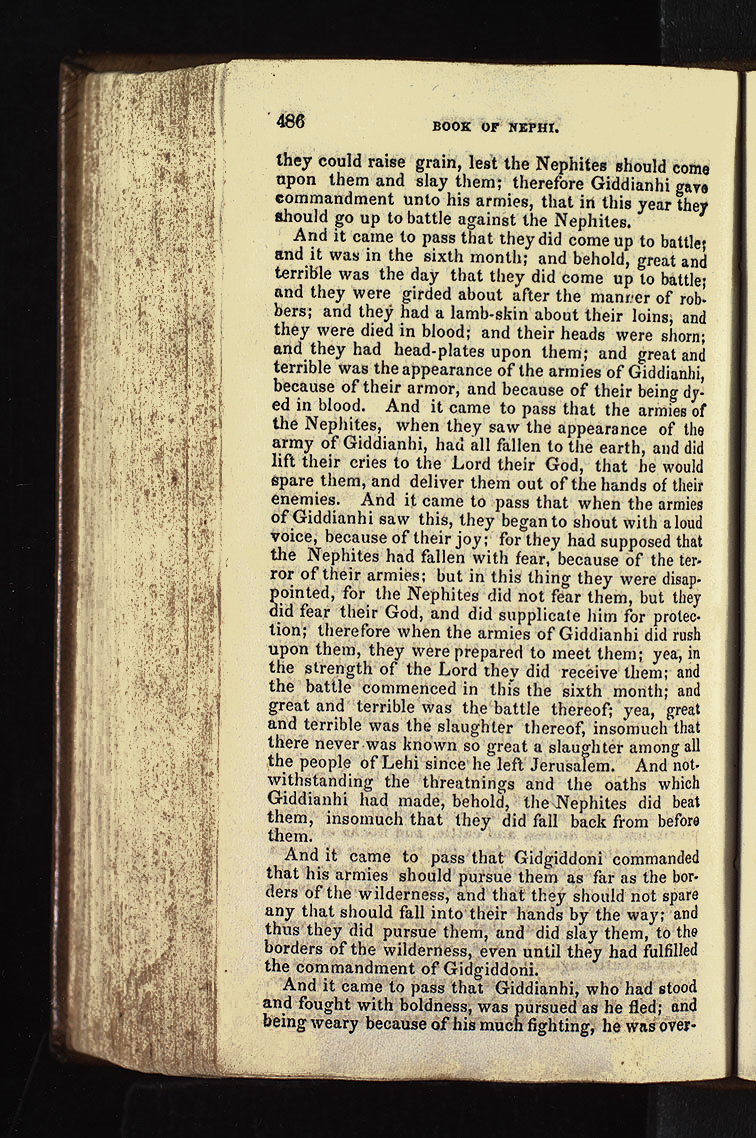 486
BOOK OF NEPHI.
they could raise grain, lest the Nephites should come
upon them and slay them; therefore Giddianhi gave
commandment unto his armies, that in this year they
should go up to battle against the Nephites.
And it came to pass that they did come up to battle;
and it was in the sixth month; and behold, great and
terrible was the day that they did come up to battle;
and they were girded about after the manner of rob-
bers; and they had a lamb-skin about their loins, and
they were died in blood; and their heads were shorn;
and they had head-plates upon them; and great and
terrible was the appearance of the armies of Giddianhi,
because of their armor, and because of their being dy-
ed in blood. And it came to pass that the armies of
the Nephites, when they saw the appearance of the
army of Giddianhi, had all fallen to the earth, and did
lift their cries to the Lord their God, that he would
spare them, and deliver them out of the hands of their
enemies. And it came to pass that when the armies
of Giddianhi saw this, they began to shout with a loud
voice, because of their joy; for they had supposed that
the Nephites had fallen with fear, because of the ter-
ror of their armies; but in this thing they were disap-
pointed, for the Nephites did not fear them, but they
did fear their God, and did supplicate him for protec-
tion; therefore when the armies of Giddianhi did rush
upon them, they were prepared to meet them; yea, in
the strength of the Lord they did receive them; and
the battle commenced in this the sixth month; and
great and terrible was the battle thereof; yea, great
and terrible was the slaughter thereof, insomuch that
there never was known so great a slaughter among all
the people of Lehi since he left Jerusalem. And not-
withstanding the threatnings and the oaths which
Giddianhi had made, behold, the Nephites did beat
them, insomuch that they did fall back from before
them.
And it came to pass that Gidgiddoni commanded
that his armies should pursue them as far as the bor-
ders of the wilderness, and that they should not spare
any that should fall into their hands by the way; and
thus they did pursue them, and did slay them, to the
borders of the wilderness, even until they had fulfilled
the commandment of Gidgiddoni.
And it came to pass that Giddianhi, who had stood
and fought with boldness, was pursued as he fled; and
being weary because of his much fighting, he was over-